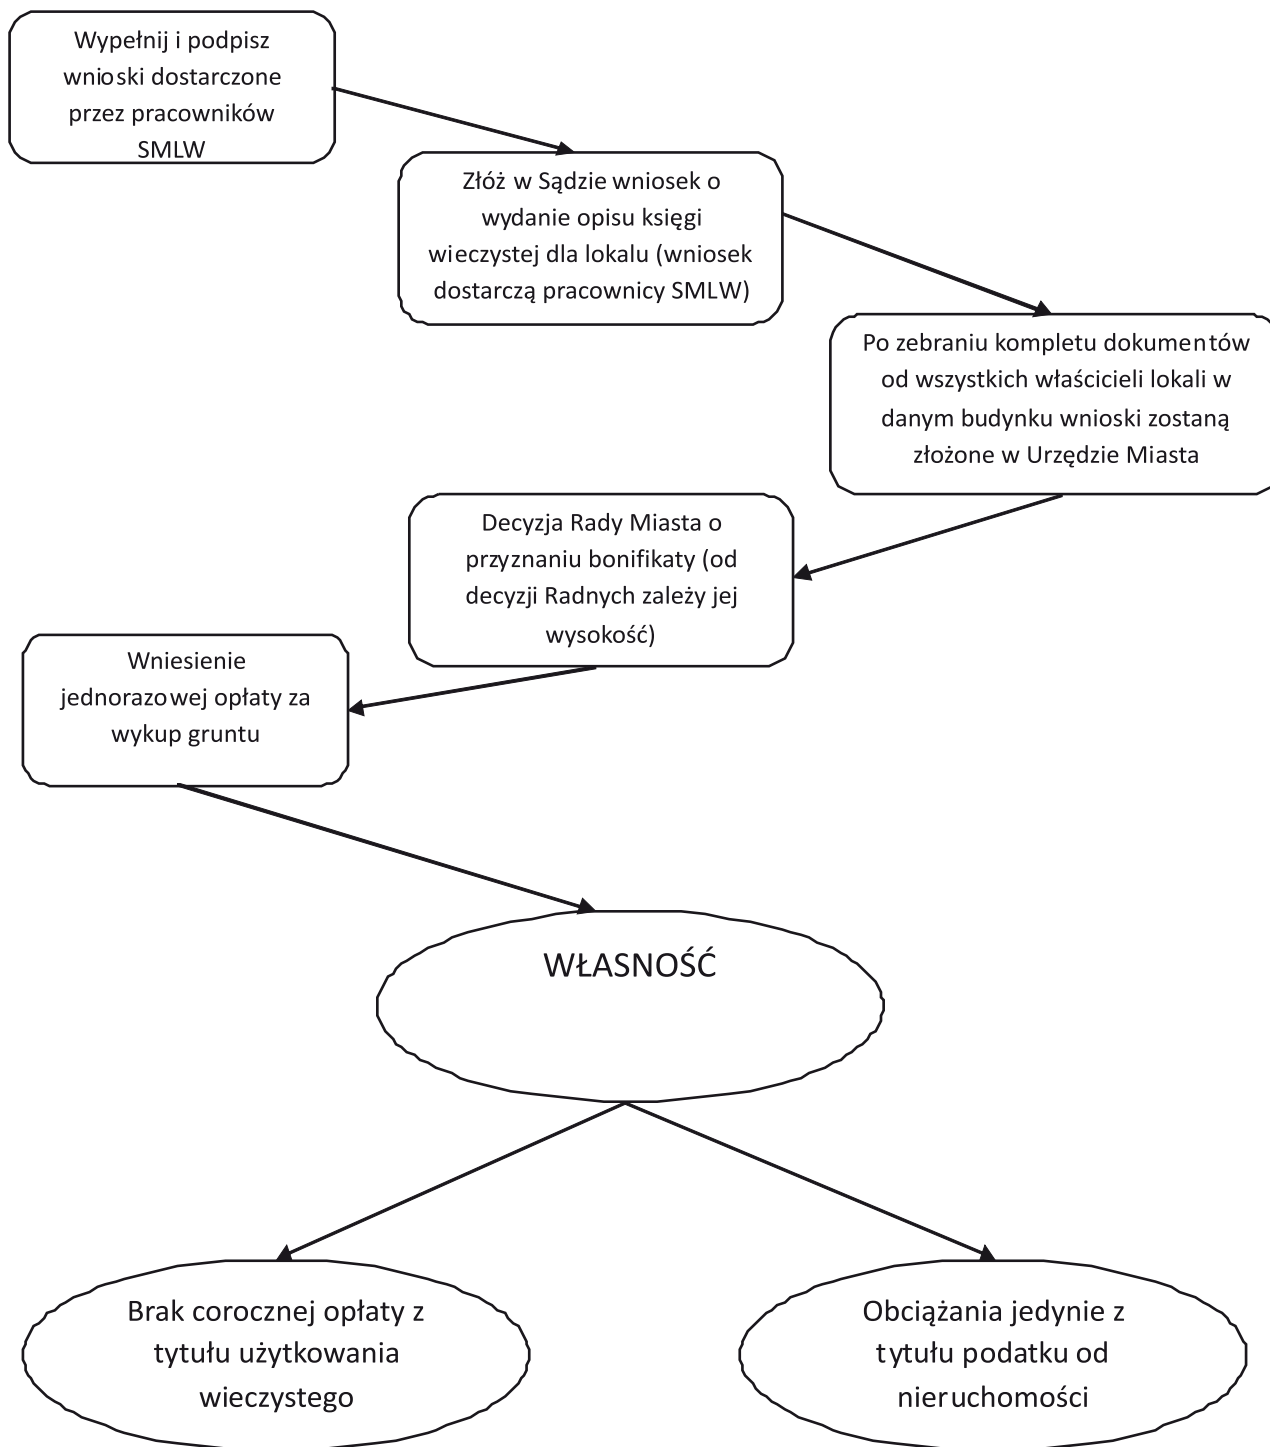 Wypełnij i podpisz
wnioski dostarczone
przez pracowników
SMLW
Złóż w Sądzie wniosek o
wydanie opisu księgi
wieczystej dla lokalu (wniosek
dostarczą pracownicy SMLW)
Po zebraniu kompletu dokumentów
od wszystkich właścicieli lokali w
danym budynku wnioski zostaną
złożone w Urzędzie Miasta
Decyzja Rady Miasta o
przyznaniu bonifikaty (od
decyzji Radnych zależy jej
wysokość)
Wniesienie
jednorazowej opłaty za
wykup gruntu
WŁASNOŚĆ
Brak corocznej opłaty z
tytułu użytkowania
wieczystego
Obciążania jedynie z
tytułu podatku od
nieruchomości